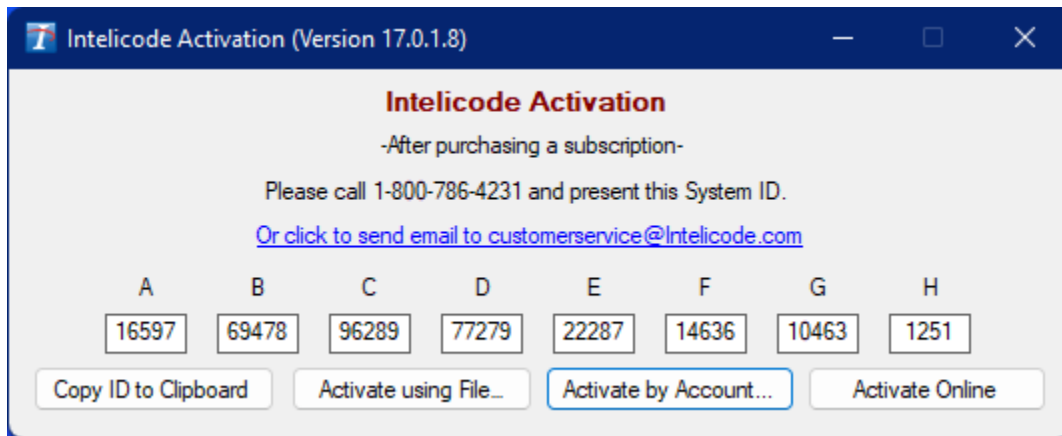 Intelicode Activation (Version 17.0.1.8)
Intelicode Activation
-After purchasing a subscription-
Please call 1-800-786-4231 and present this System ID.
Or click to send email to customerservice@Intelicode.com
A B C D E F G H
16597 69478 96289 77279 22287 14636 10463 1251
Copy ID to Clipboard Activate using File... Activate by Account... Activate Online